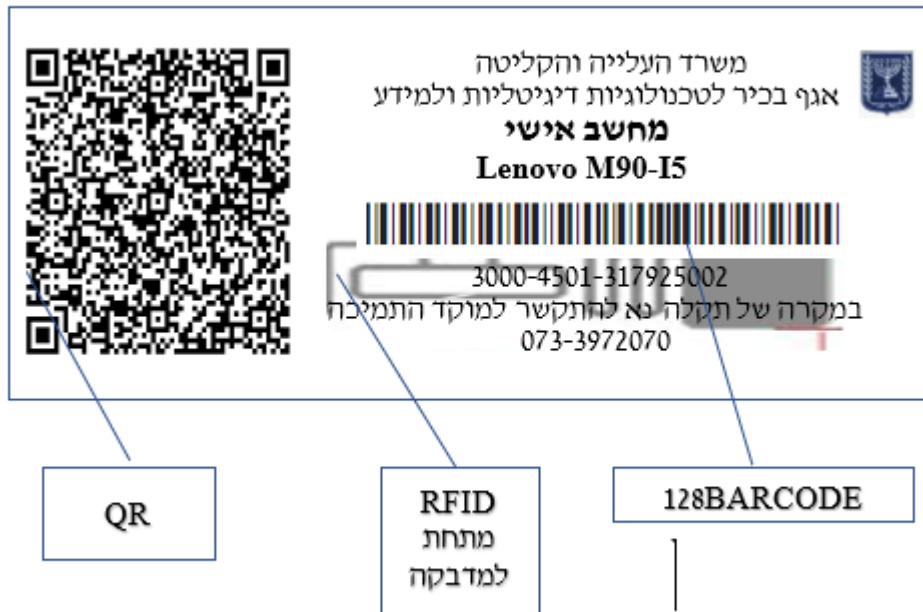 משרד העלייה והקליטה
אגף בכיר לטכנולוגיות דיגיטליות ולמידע
מחשב אישי
Lenovo M90-I5
3000-4501-317925002
במקרה של תקלה נא להתקשר למוקד התמיכה
073-3972070
QR
RFID
מתחת
למדבקה
128BARCODE